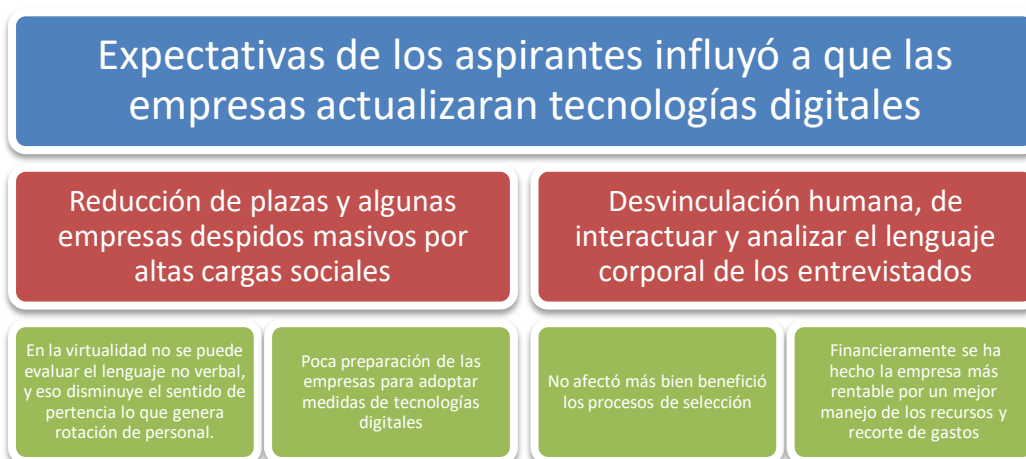 Expectativas de los aspirantes influyó a que las
empresas actualizaran tecnologías digitales
Reducción de plazas y algunas
empresas despidos masivos por
altas cargas sociales
Desvinculación humana, de
interactuar y analizar el lenguaje
corporal de los entrevistados
En la virtualidad no se puede
evaluar el lenguaje no verbal,
y eso disminuye el sentido de
pertencia lo que genera
rotación de personal.
Poca preparación de las
empresas para adoptar
medidas de tecnologías
digitales
No afectó más bien benefició
los procesos de selección
Financieramente se ha
hecho la empresa más
rentable por un mejor
manejo de los recursos y
recorte de gastos